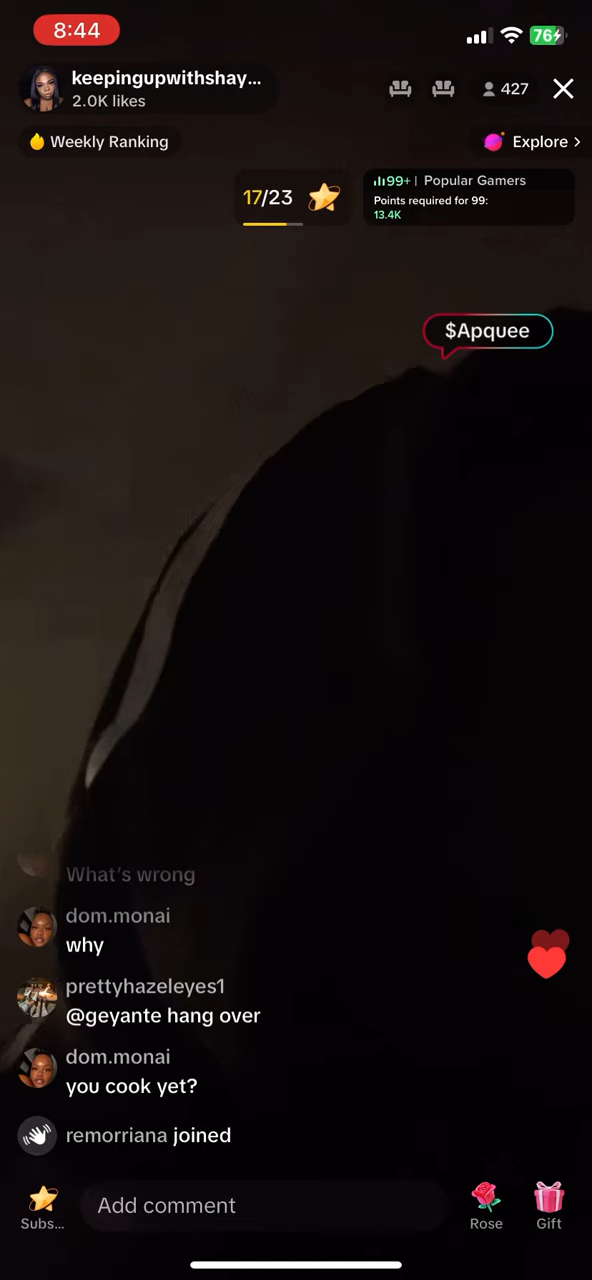 8:44
76
keepingupwithshay...
2.0K likes
427
Weekly Ranking
Explore >
17/23
99+ | Popular Gamers
Points required for 99:
13.4K
$Apquee
What's wrong
dom.monai
why
prettyhazeleyes1
@geyante hang over
dom.monai
you cook yet?
remorriana joined
Subs...
Add comment
Rose
Gift